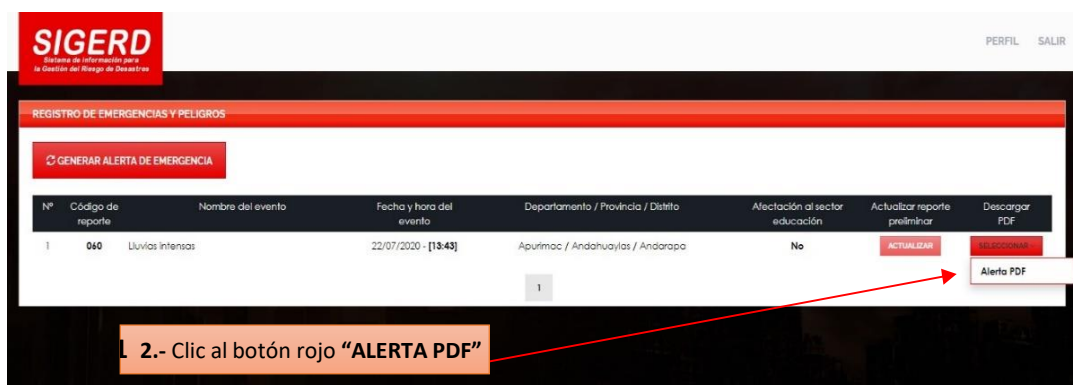 SIGERD
Sistema de información para
la Gestión del Riesgo de Desastres
PERFIL SALIR
REGISTRO DE EMERGENCIAS Y PELIGROS
GENERAR ALERTA DE EMERGENCIA
Nº Código de reporte Nombre del evento Fecha y hora del evento Departamento / Provincia / Distrito Afectación al sector educación Actualizar reporte preliminar Descargar PDF
1 060 Lluvias intensas 22/07/2020 - [13:43] Apurimac / Andahuaylas / Andarapa No ACTUALIZAR SELECCIONAR
Alerta PDF
1
2.- Clic al botón rojo “ALERTA PDF”